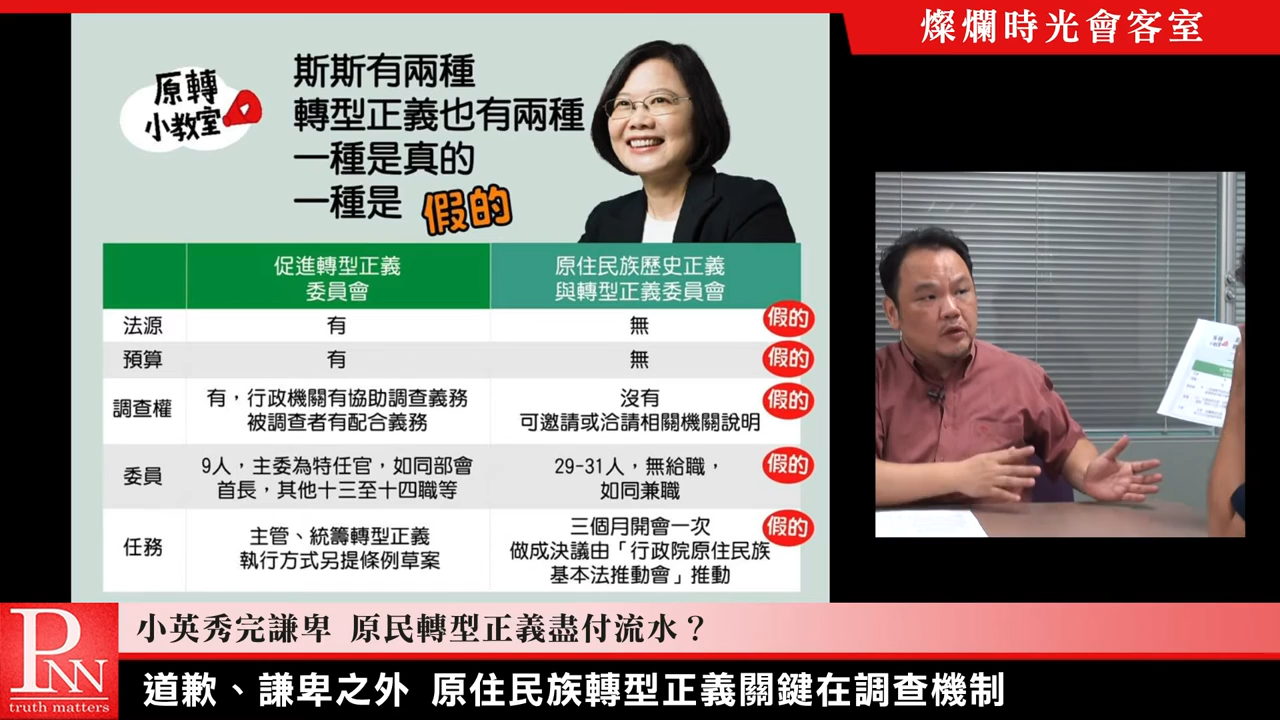 燦爛時光會客室
原轉
小教室
斯斯有兩種
轉型正義也有兩種
一種是真的
一種是 假的
促進轉型正義
委員會
原住民族歷史正義
與轉型正義委員會
法源
有
無
假的
預算
有
無
假的
調查權
有，行政機關有協助調查義務
被調查者有配合義務
沒有
可邀請或洽請相關機關說明
假的
委員
9人，主委為特任官，如同部會
首長，其他十三至十四職等
29-31人，無給職，
如同兼職
假的
任務
主管、統籌轉型正義
執行方式另提條例草案
三個月開會一次
做成決議由「行政院原住民族
基本法推動會」推動
假的
小英秀完謙卑 原民轉型正義盡付流水？
PNN
truth matters
道歉、謙卑之外 原住民族轉型正義關鍵在調查機制